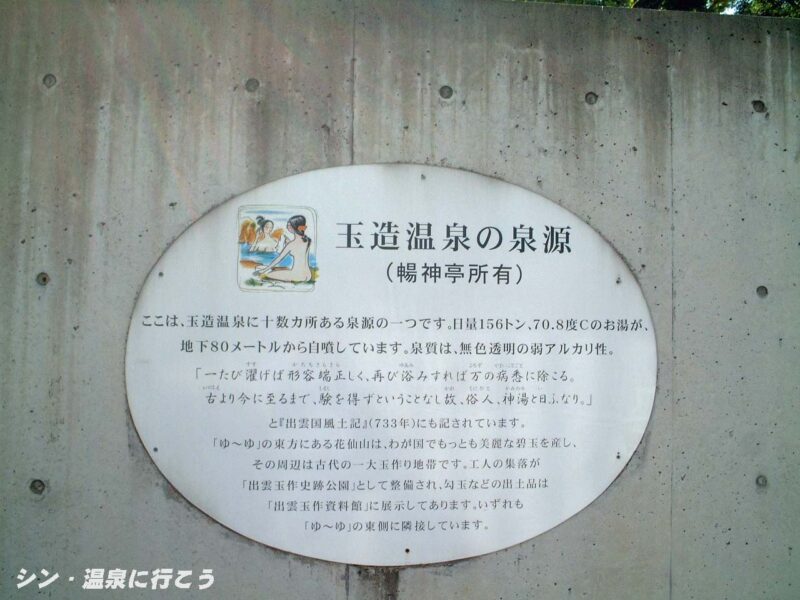 玉造温泉の泉源
(暢神亭所有)
ここは、玉造温泉に十数カ所ある泉源の一つです。日量156トン、70.8度Cのお湯が、
地下80メートルから自噴しています。泉質は、無色透明の弱アルカリ性。
「一たび濯げば形容端正しく、再び浴みすれば万の病悉に除こる。
古より今に至るまで、験を得ずということなし故、俗人、神湯と曰ふなり。」
と『出雲国風土記』(733年)にも記されています。
「ゆ〜ゆ」の東方にある花仙山は、わが国でもっとも美麗な碧玉を産し、
その周辺は古代の一大玉作り地帯です。工人の集落が
「出雲玉作史跡公園」として整備され、勾玉などの出土品は
「出雲玉作資料館」に展示してあります。いずれも
「ゆ〜ゆ」の東側に隣接しています。
シン・温泉に行こう